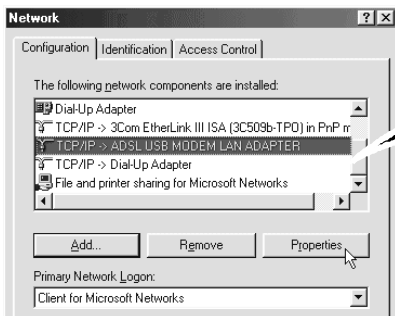 Network
Configuration Identification Access Control
The following network components are installed:
Dial-Up Adapter
TCP/IP -> 3Com EtherLink III ISA (3C509b-TPO) in PnP m
TCP/IP -> ADSL USB MODEM LAN ADAPTER
TCP/IP -> Dial-Up Adapter
File and printer sharing for Microsoft Networks
Add... Remove Properties
Primary Network Logon:
Client for Microsoft Networks